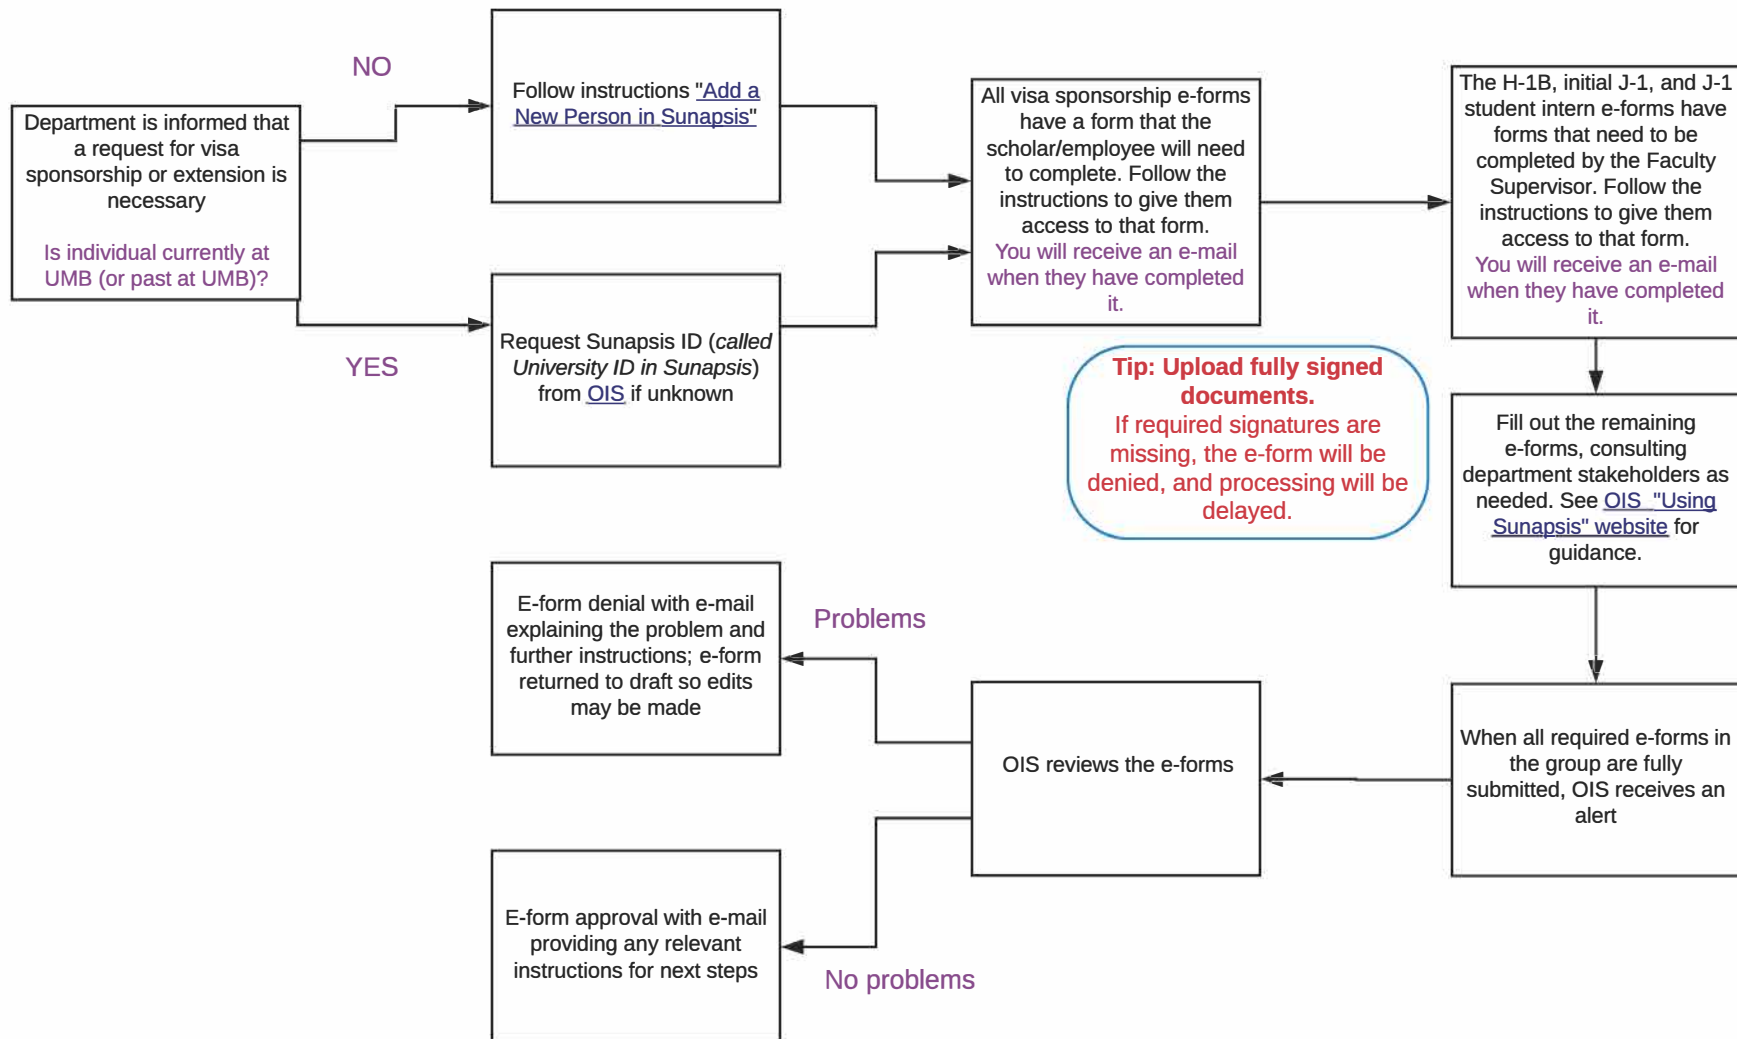 Department is informed that
a request for visa
sponsorship or extension is
necessary
Is individual currently at
UMB (or past at UMB)?
NO
YES
Follow instructions "Add a
New Person in Sunapsis"
Request Sunapsis ID (called
University ID in Sunapsis)
from OIS if unknown
All visa sponsorship e-forms
have a form that the
scholar/employee will need
to complete. Follow the
instructions to give them
access to that form.
You will receive an e-mail
when they have completed
it.
The H-1B, initial J-1, and J-1
student intern e-forms have
forms that need to be
completed by the Faculty
Supervisor. Follow the
instructions to give them
access to that form.
You will receive an e-mail
when they have completed
it.
Tip: Upload fully signed
documents.
If required signatures are
missing, the e-form will be
denied, and processing will be
delayed.
Fill out the remaining
e-forms, consulting
department stakeholders as
needed. See OIS "Using
Sunapsis" website for
guidance.
When all required e-forms in
the group are fully
submitted, OIS receives an
alert
OIS reviews the e-forms
Problems
E-form denial with e-mail
explaining the problem and
further instructions; e-form
returned to draft so edits
may be made
No problems
E-form approval with e-mail
providing any relevant
instructions for next steps